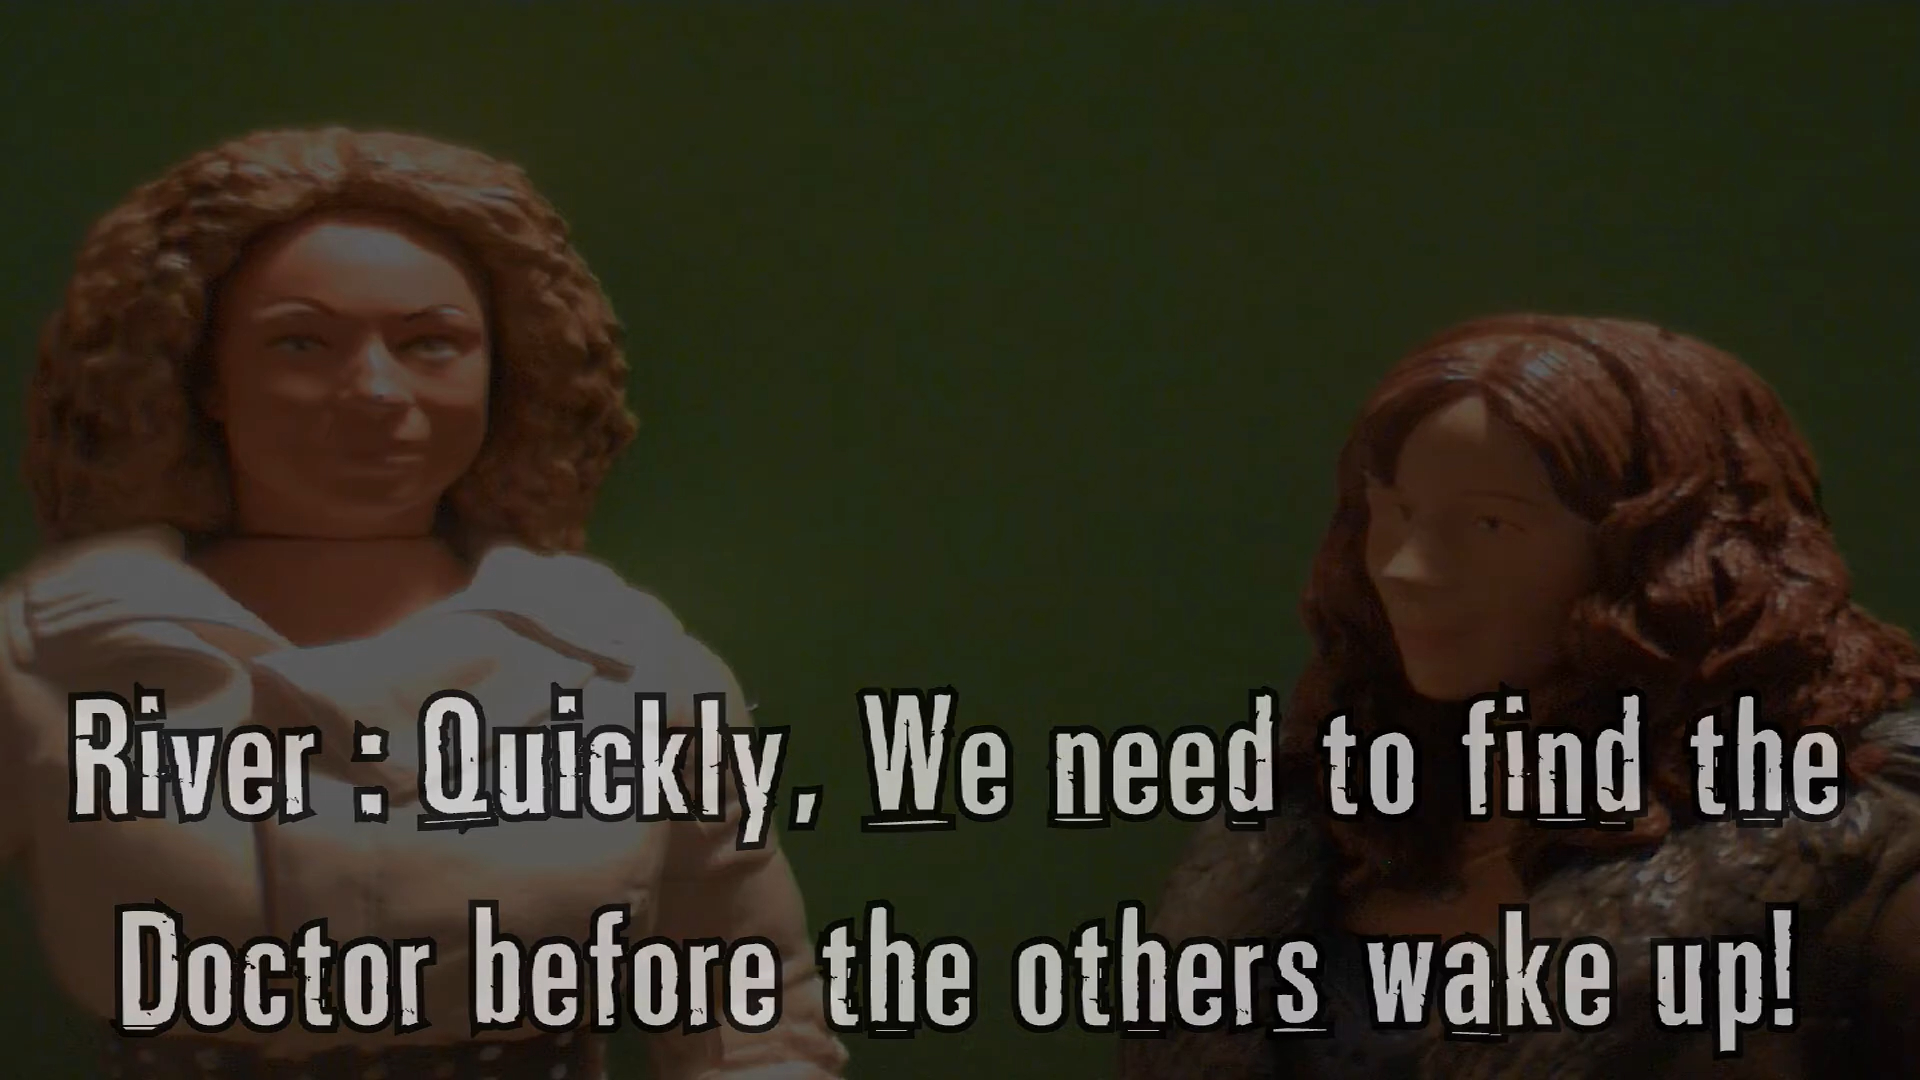 River : Quickly, We need to find the
Doctor before the others wake up!